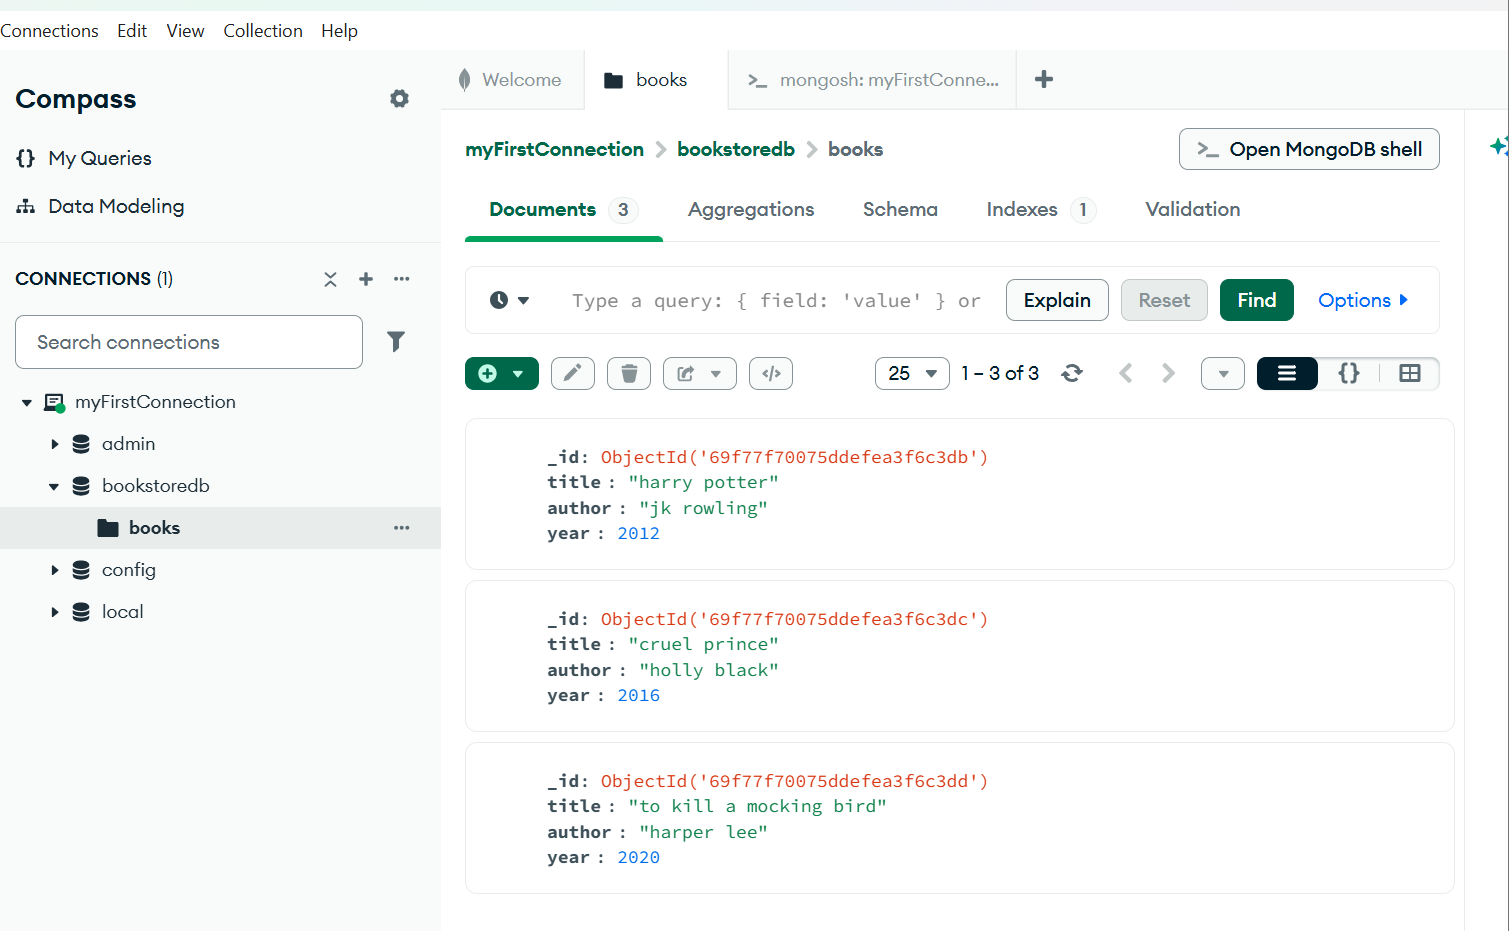 Connections Edit View Collection Help
Compass
My Queries
Data Modeling
CONNECTIONS (1)
Search connections
myFirstConnection
admin
bookstoredb
books
config
local
Welcome books >_ mongosh: myFirstConne...
myFirstConnection > bookstoredb > books
>_ Open MongoDB shell
Documents 3 Aggregations Schema Indexes 1 Validation
Type a query: { field: 'value' } or Explain Reset Find Options
25 1 – 3 of 3 {}
_id: ObjectId('69f77f70075ddefea3f6c3db')
title : "harry potter"
author : "jk rowling"
year : 2012
_id: ObjectId('69f77f70075ddefea3f6c3dc')
title : "cruel prince"
author : "holly black"
year : 2016
_id: ObjectId('69f77f70075ddefea3f6c3dd')
title : "to kill a mocking bird"
author : "harper lee"
year : 2020